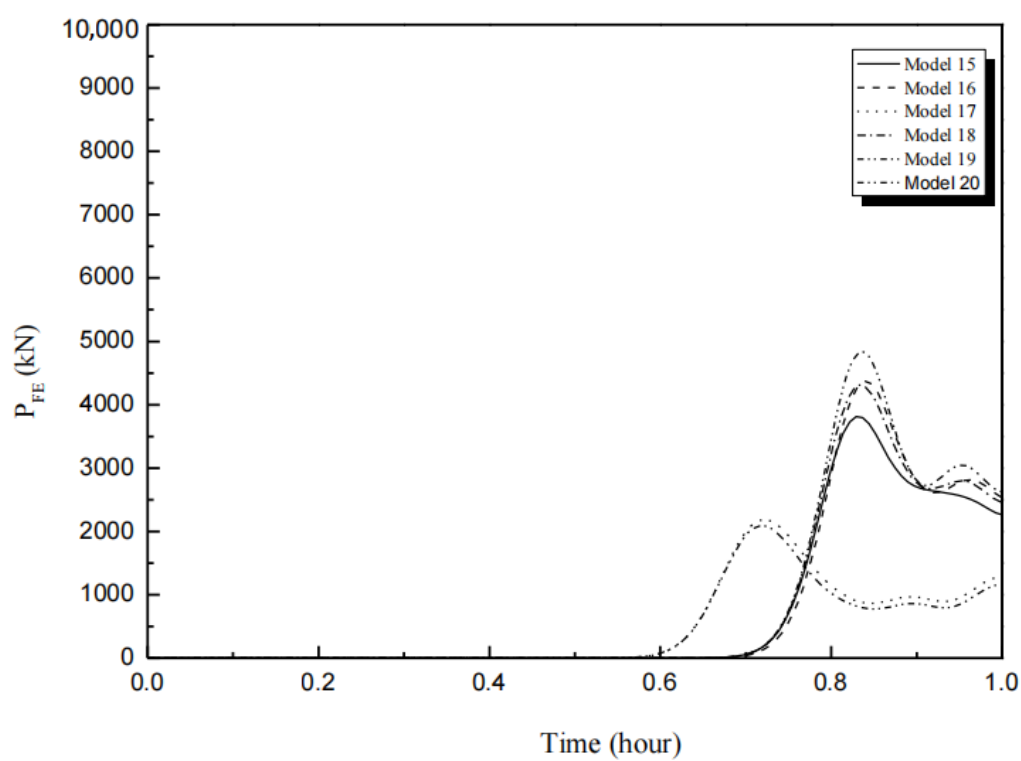 10,000
9000
8000
7000
6000
5000
4000
3000
2000
1000
0
P_FE (kN)
0.0 0.2 0.4 0.6 0.8 1.0
Time (hour)
Model 15
Model 16
Model 17
Model 18
Model 19
Model 20